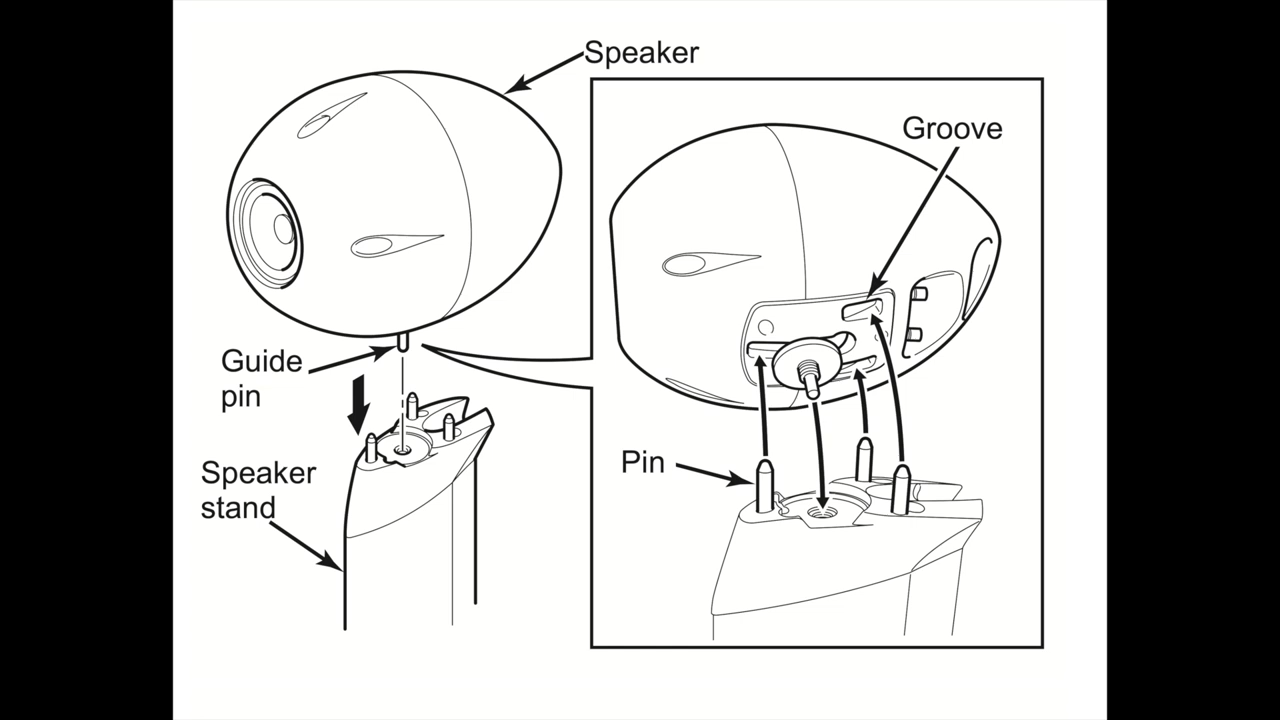 Speaker
Groove
Guide
pin
Pin
Speaker
stand